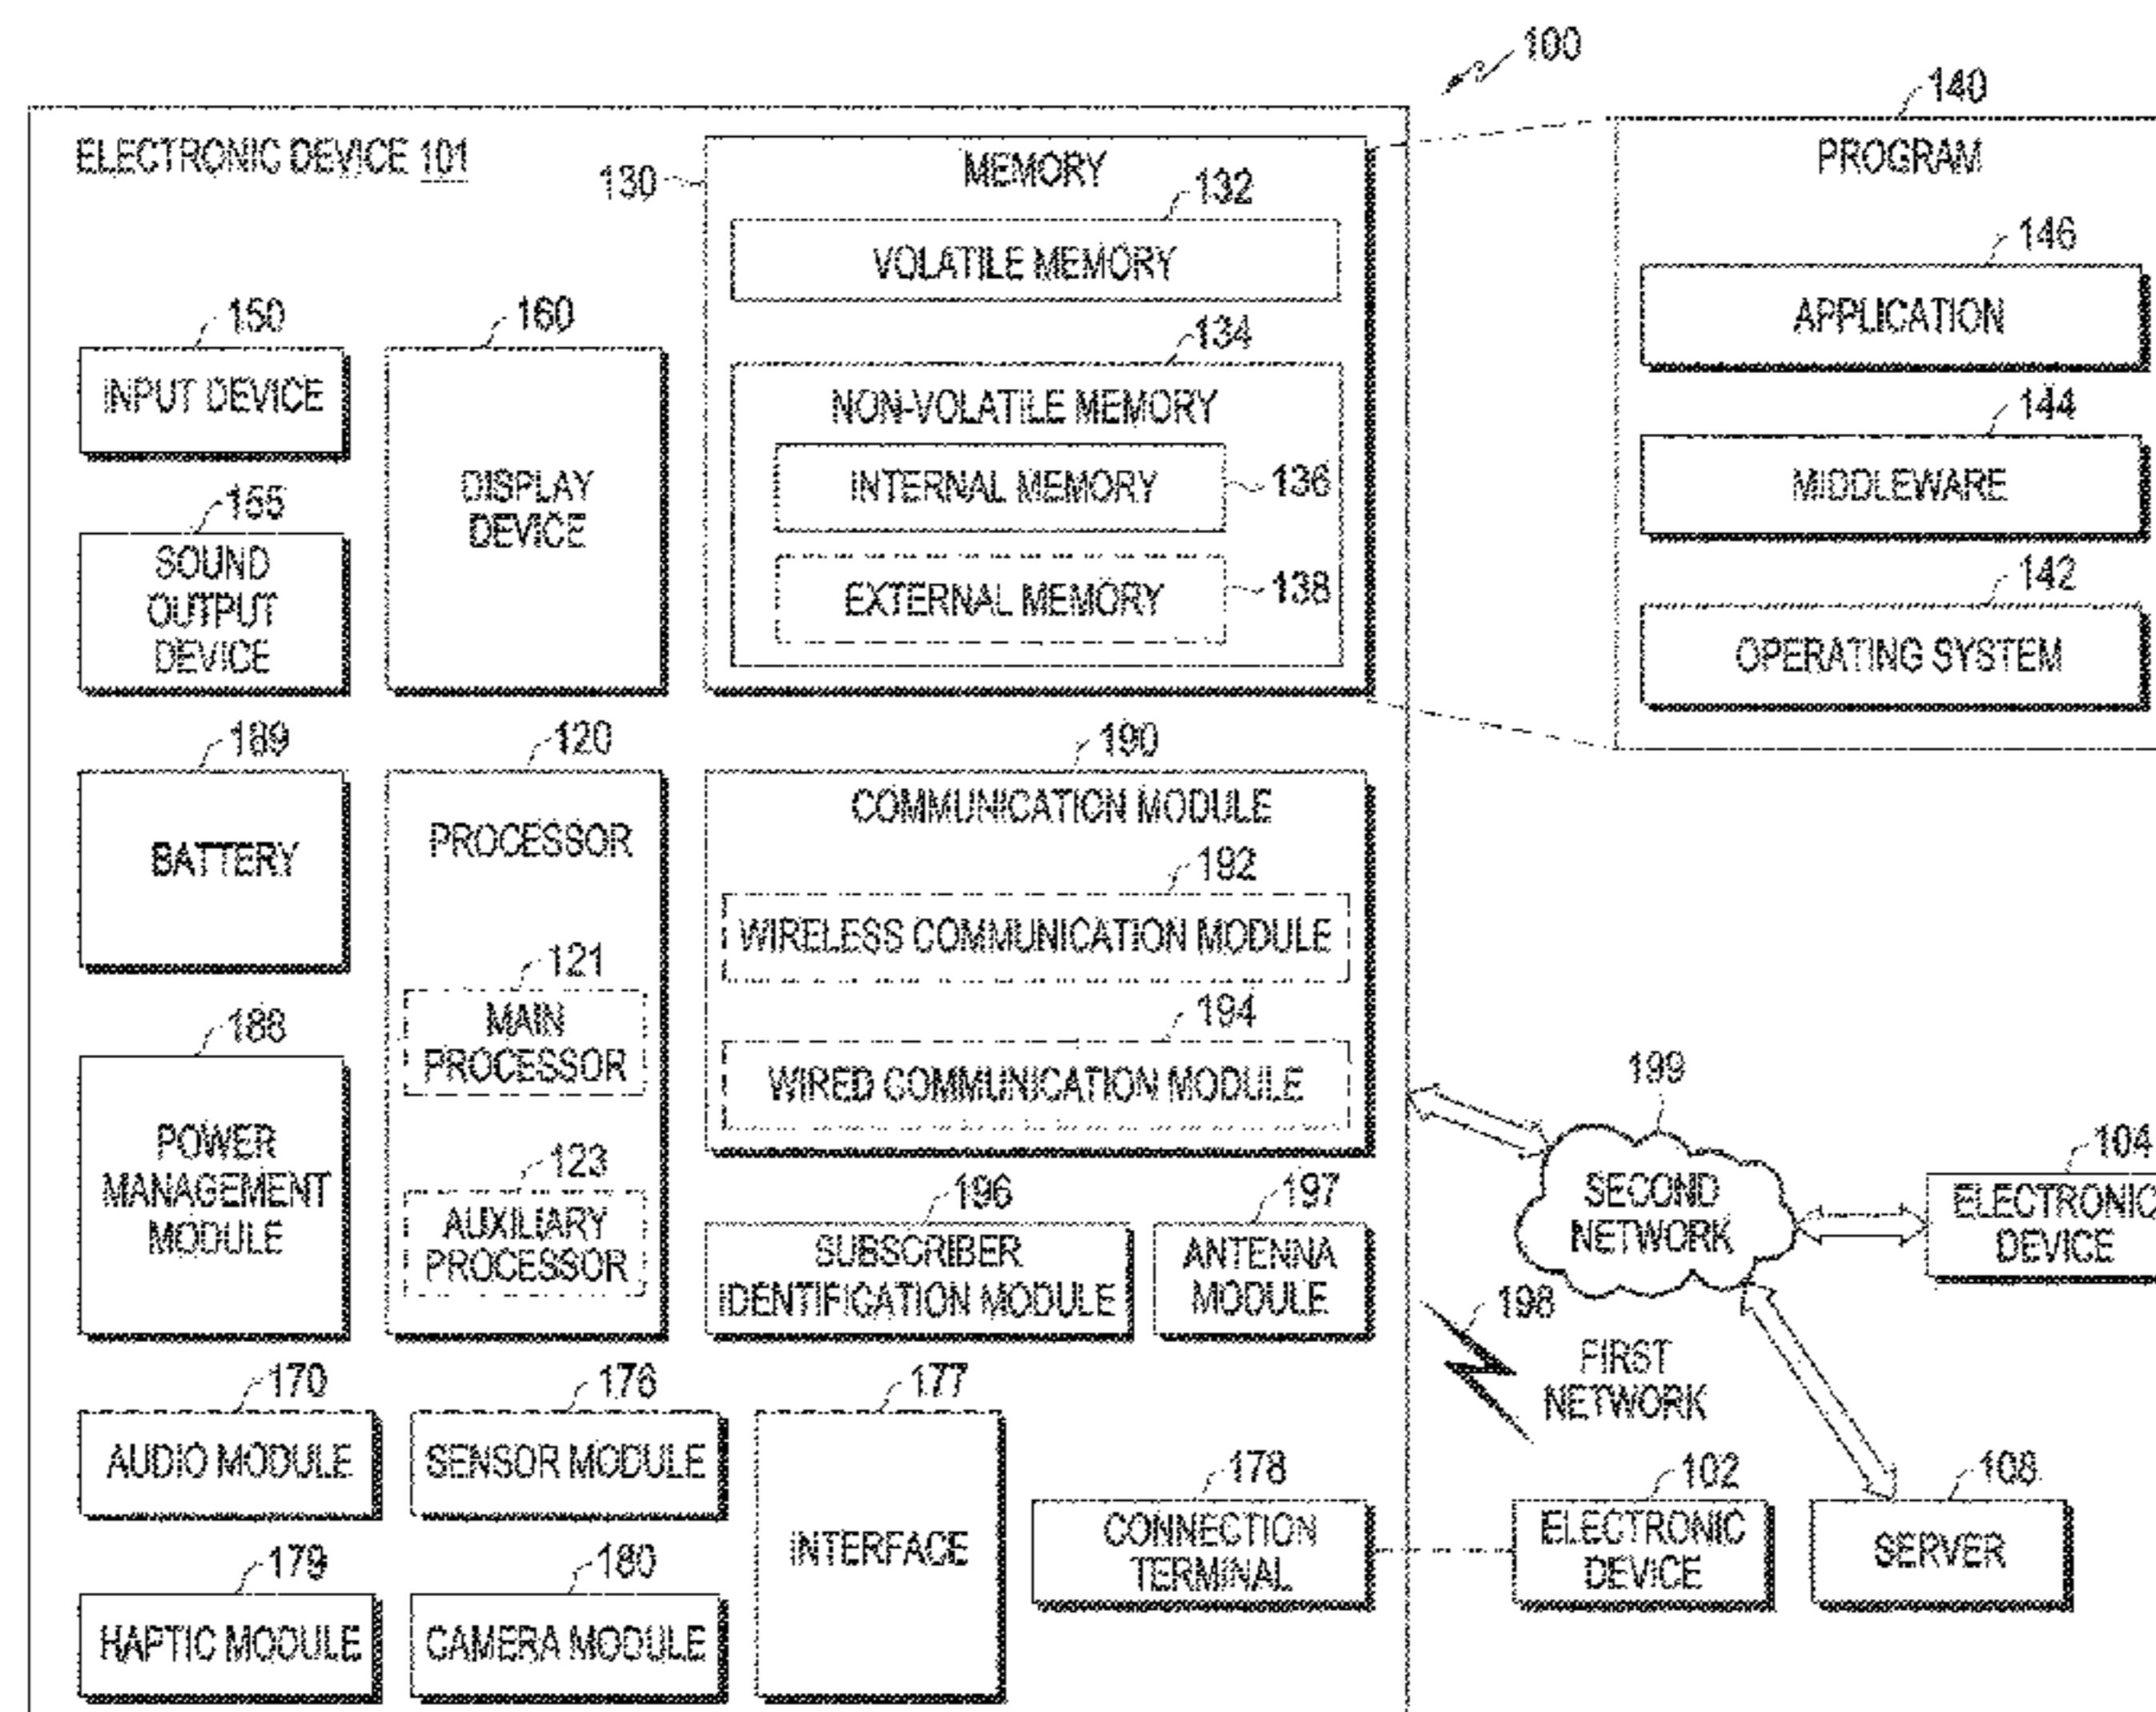 100
ELECTRONIC DEVICE 101
130
MEMORY
132
VOLATILE MEMORY
134
NON-VOLATILE MEMORY
INTERNAL MEMORY
136
EXTERNAL MEMORY
138
140
PROGRAM
146
APPLICATION
144
MIDDLEWARE
142
OPERATING SYSTEM
150
INPUT DEVICE
155
SOUND
OUTPUT
DEVICE
160
DISPLAY
DEVICE
189
BATTERY
188
POWER
MANAGEMENT
MODULE
120
PROCESSOR
121
MAIN
PROCESSOR
123
AUXILIARY
PROCESSOR
190
COMMUNICATION MODULE
192
WIRELESS COMMUNICATION MODULE
194
WIRED COMMUNICATION MODULE
196
SUBSCRIBER
IDENTIFICATION MODULE
197
ANTENNA
MODULE
199
SECOND
NETWORK
104
ELECTRONIC
DEVICE
198
FIRST
NETWORK
170
AUDIO MODULE
176
SENSOR MODULE
177
INTERFACE
179
HAPTIC MODULE
180
CAMERA MODULE
178
CONNECTION
TERMINAL
102
ELECTRONIC
DEVICE
108
SERVER